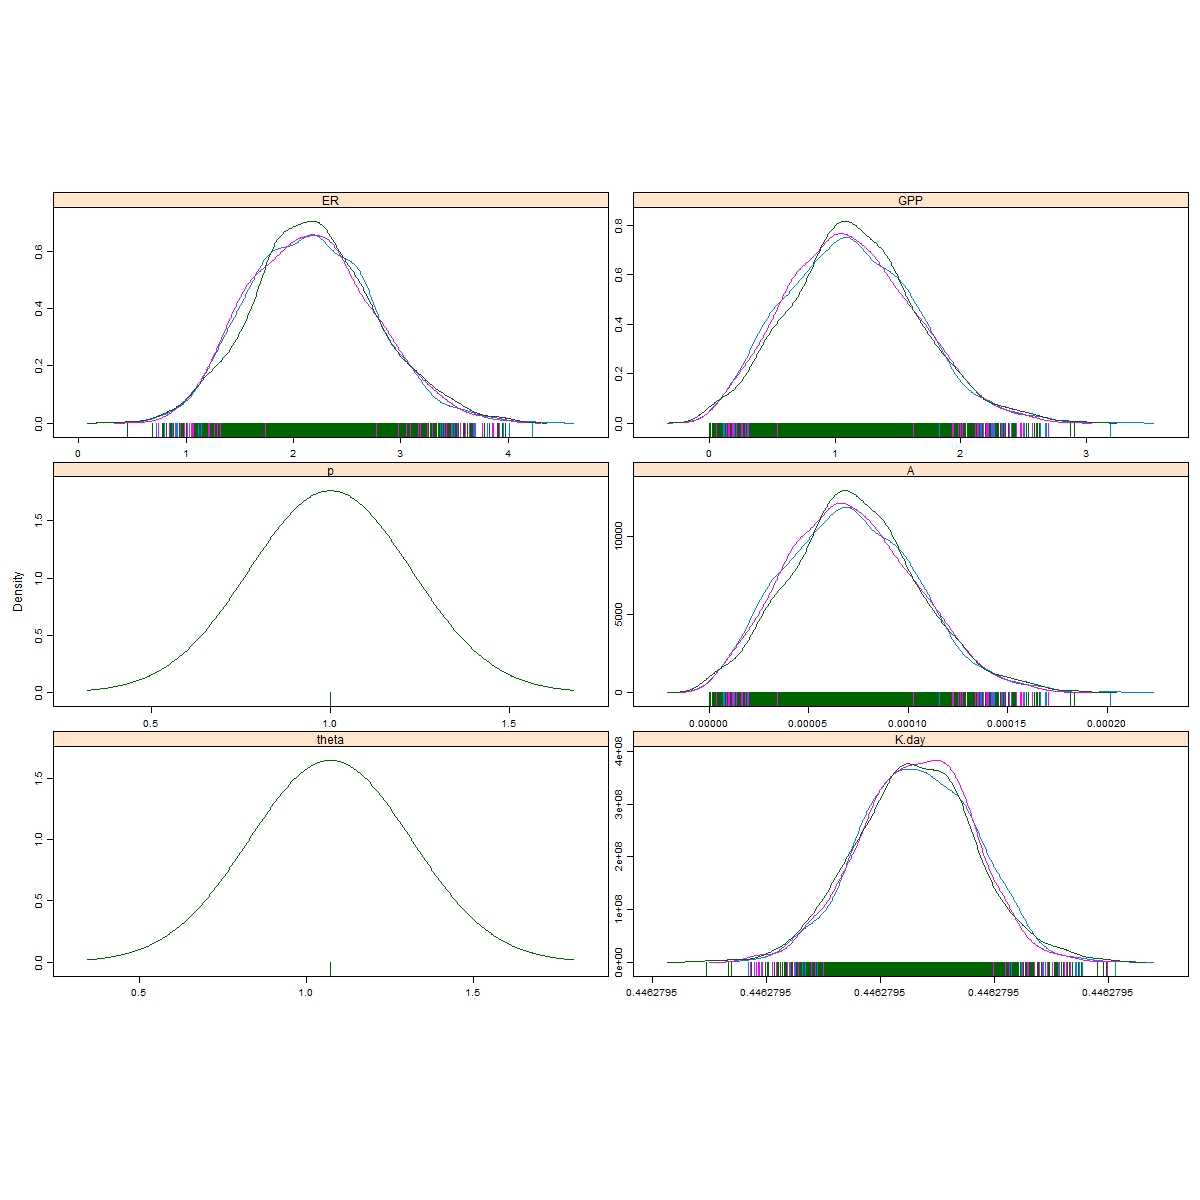 ER
0.0 0.2 0.4 0.6
0 1 2 3 4
GPP
0.0 0.2 0.4 0.6 0.8
0 1 2 3
p
0.0 0.5 1.0 1.5
0.5 1.0 1.5
A
0 5000 10000
0.00000 0.00005 0.00010 0.00015 0.00020
Density
theta
0.0 0.5 1.0 1.5
0.5 1.0 1.5
K.day
0e+00 1e+08 2e+08 3e+08 4e+08
0.4462795 0.4462795 0.4462795 0.4462795 0.4462795